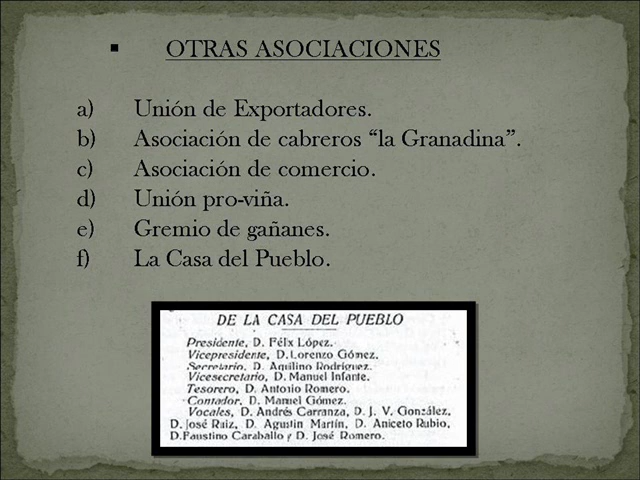 ▪ OTRAS ASOCIACIONES
a) Unión de Exportadores.
b) Asociación de cabreros “la Granadina”.
c) Asociación de comercio.
d) Unión pro-viña.
e) Gremio de gañanes.
f) La Casa del Pueblo.
DE LA CASA DEL PUEBLO
Presidente, D. Félix López.
Vicepresidente, D. Lorenzo Gómez.
Secretario, D. Aquilino Rodríguez.
Vicesecretario, D. Manuel Infante.
Tesorero, D. Antonio Romero.
Contador, D. Manuel Gómez.
Vocales, D. Andrés Carranza, D. J. V. González,
D. José Ruiz, D. Agustin Martín, D. Aniceto Rubio,
D. Faustino Caraballo y D. José Romero.